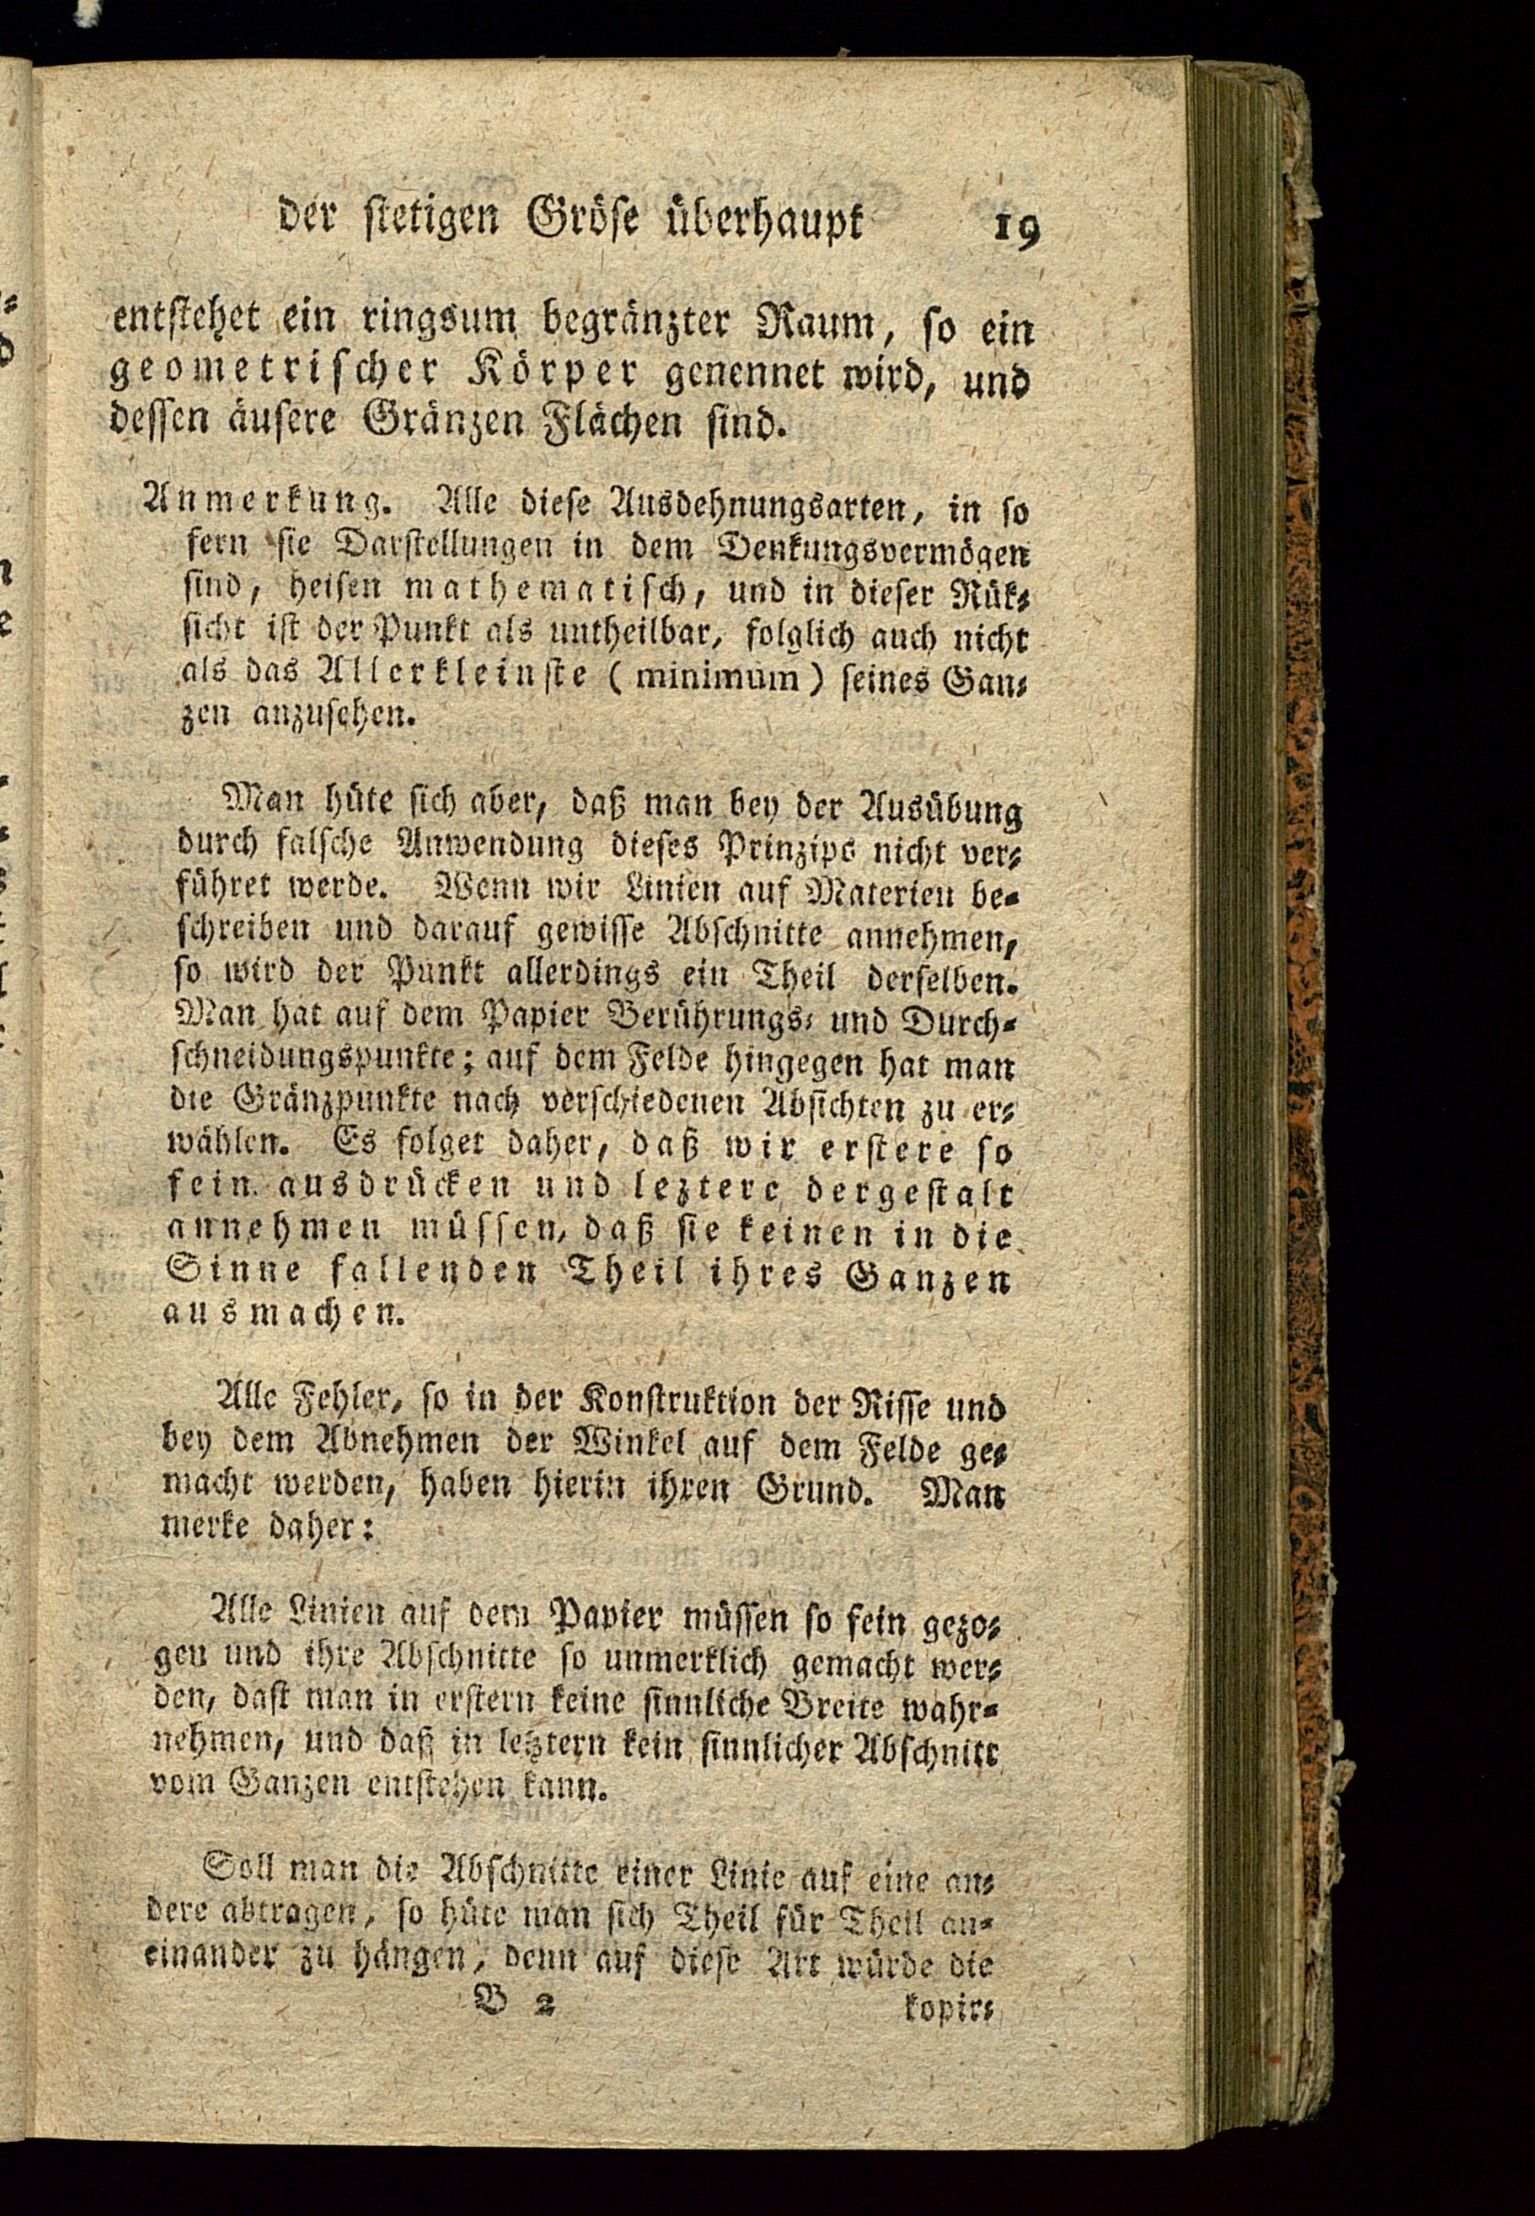 der stetigen Gröse überhaupt 19
entstehet ein ringsum begränzter Raum, so ein
geometrischer Körper genennet wird, und
dessen äusere Gränzen Flächen sind.
Anmerkung. Alle diese Ausdehnungsarten, in so
fern sie Darstellungen in dem Denkungsvermögen
sind, heisen mathematisch, und in dieser Rük-
sicht ist der Punkt als untheilbar, folglich auch nicht
als das Allerkleinste (minimum) seines Gan-
zen anzusehen.
Man hüte sich aber, daß man bey der Ausübung
durch falsche Anwendung dieses Prinzips nicht ver-
führet werde. Wenn wir Linien auf Materien be-
schreiben und darauf gewisse Abschnitte annehmen,
so wird der Punkt allerdings ein Theil derselben.
Man hat auf dem Papier Berührungs- und Durch-
schneidungspunkte; auf dem Felde hingegen hat man
die Gränzpunkte nach verschiedenen Absichten zu er-
wählen. Es folget daher, daß wir erstere so
fein ausdrücken und leztere dergestalt
annehmen müssen, daß sie keinen in die
Sinne fallenden Theil ihres Ganzen
ausmachen.
Alle Fehler, so in der Konstruktion der Risse und
bey dem Abnehmen der Winkel auf dem Felde ge-
macht werden, haben hierin ihren Grund. Man
merke daher:
Alle Linien auf dem Papier müssen so fein gezo-
gen und ihre Abschnitte so unmerklich gemacht wer-
den, dast man in erstern keine sinnliche Breite wahr-
nehmen, und daß in letztern kein sinnlicher Abschnitt
vom Ganzen entstehen kann.
Soll man die Abschnitte einer Linie auf eine an-
dere abtragen, so hüte man sich Theil für Theil an-
einander zu hängen, denn auf diese Art würde die
B 2 kopir-